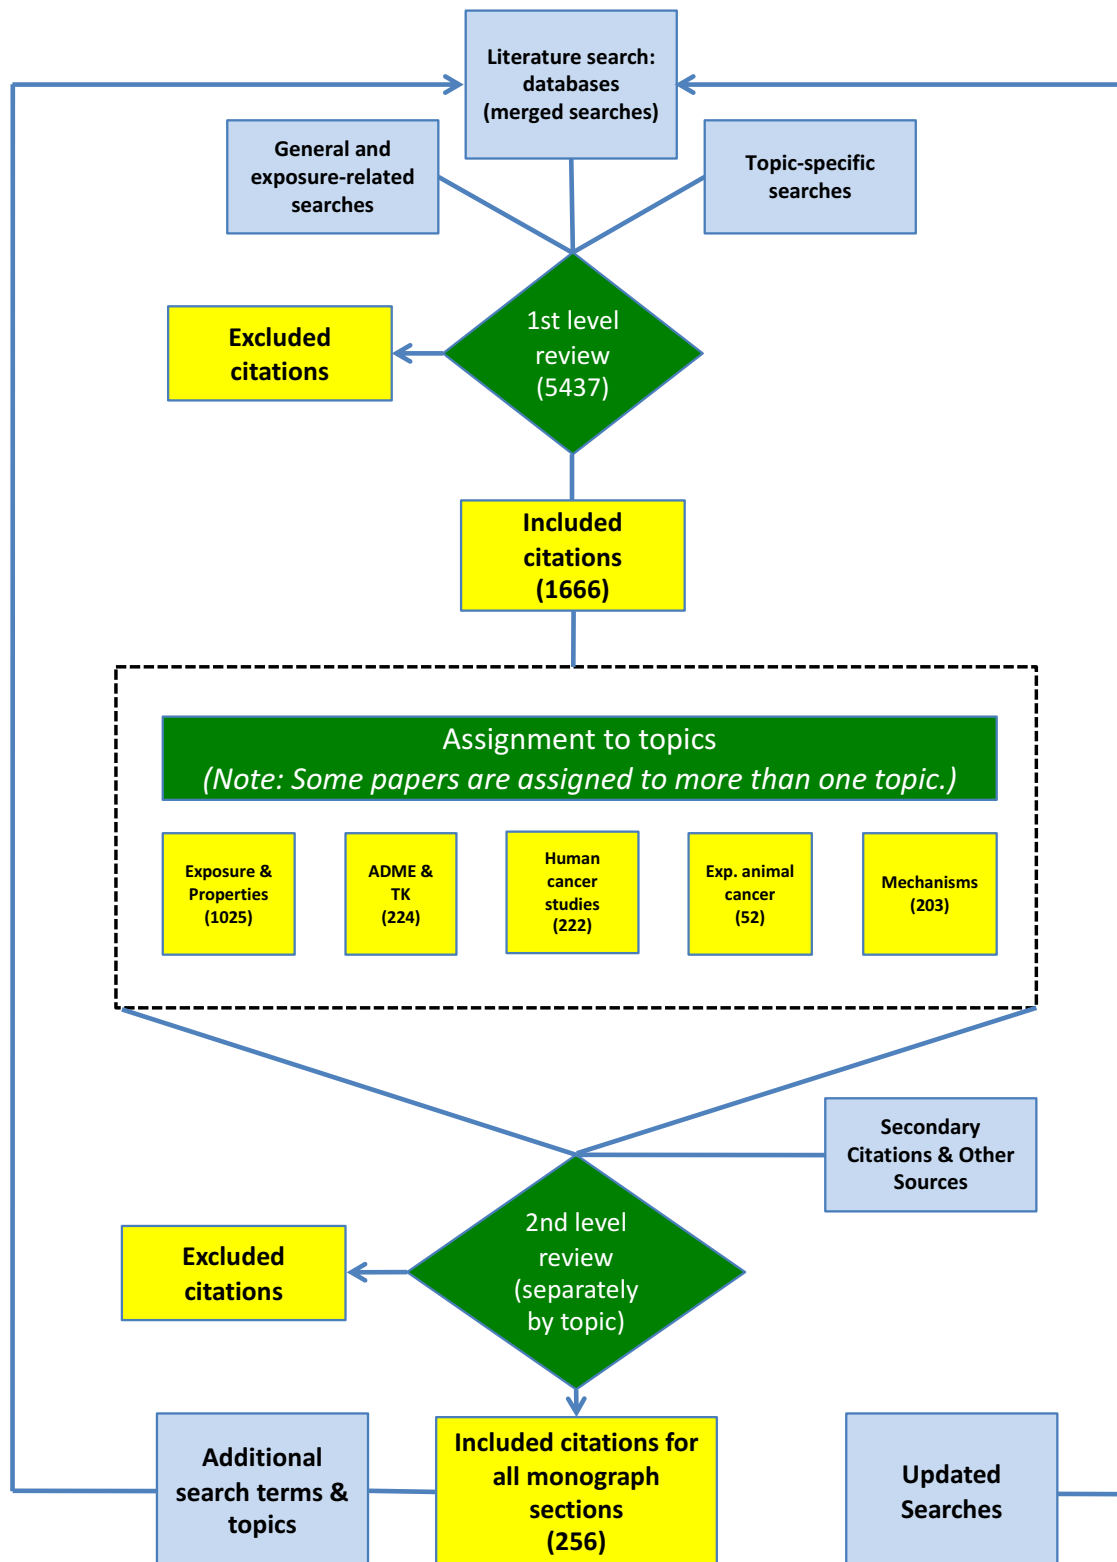 Literature search:
databases
(merged searches)
General and
exposure-related
searches
Topic-specific
searches
1st level
review
(5437)
Excluded
citations
Included
citations
(1666)
Assignment to topics
(Note: Some papers are assigned to more than one topic.)
Exposure &
Properties
(1025)
ADME &
TK
(224)
Human
cancer
studies
(222)
Exp. animal
cancer
(52)
Mechanisms
(203)
Secondary
Citations & Other
Sources
2nd level
review
(separately
by topic)
Excluded
citations
Additional
search terms &
topics
Included citations for
all monograph
sections
(256)
Updated
Searches